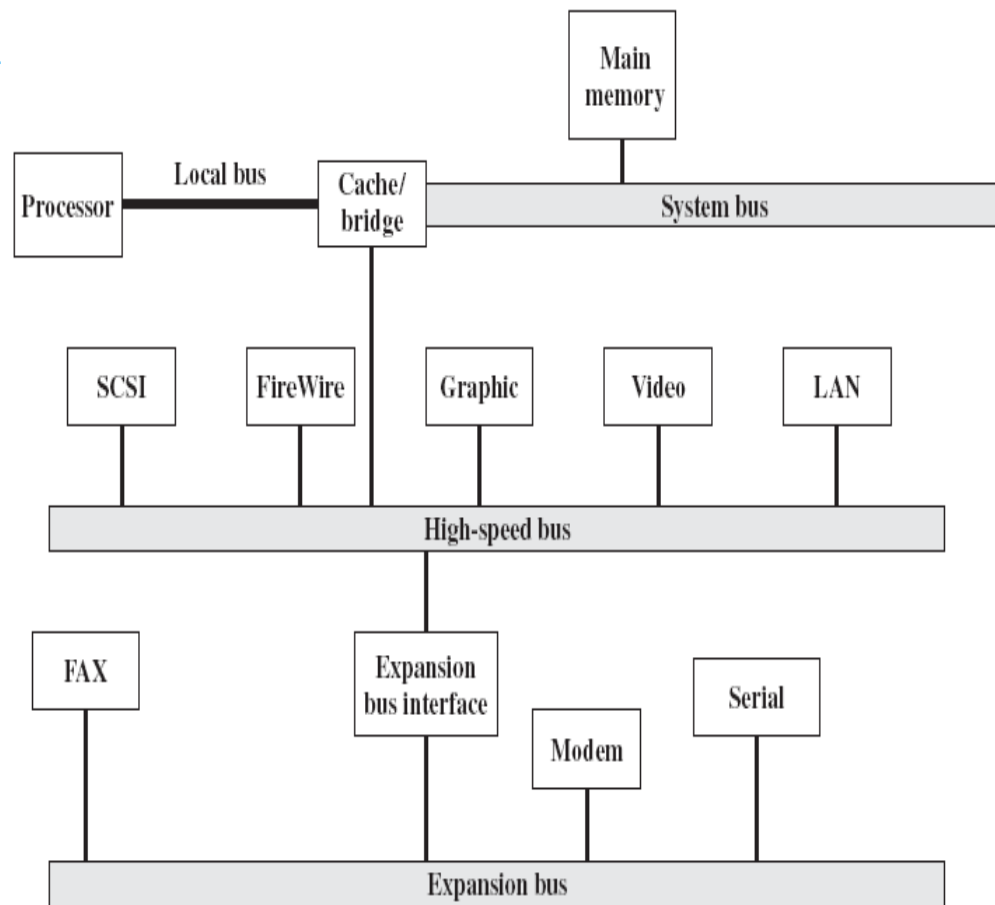 Main
memory
Local bus
Processor
Cache/
bridge
System bus
SCSI
FireWire
Graphic
Video
LAN
High-speed bus
FAX
Expansion
bus interface
Modem
Serial
Expansion bus